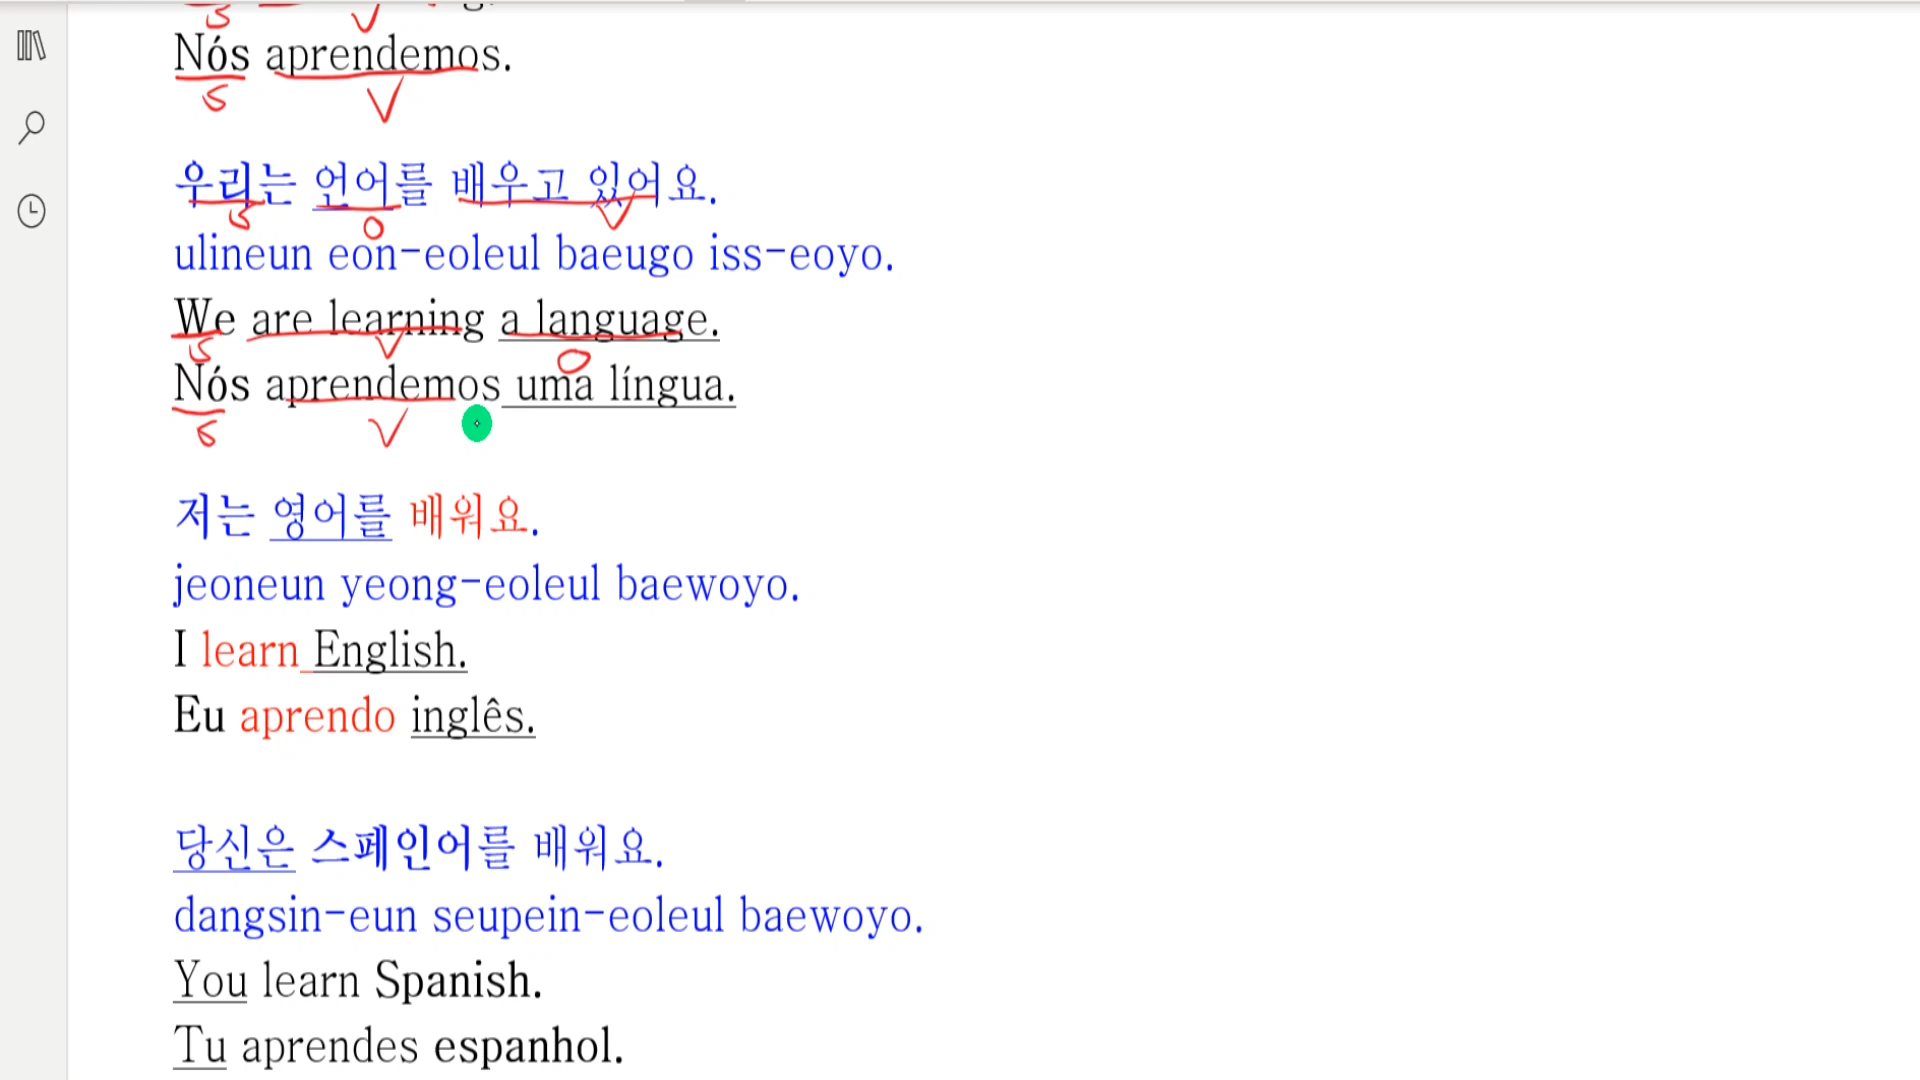 Nós aprendemos.
S V
우리는 언어를 배우고 있어요.
S O V
ulineun eon-eoleul baeugo iss-eoyo.
We are learning a language.
S V O
Nós aprendemos uma língua.
S V
저는 영어를 배워요.
jeoneun yeong-eoleul baewoyo.
I learn English.
Eu aprendo inglês.
당신은 스페인어를 배워요.
dangsin-eun seupein-eoleul baewoyo.
You learn Spanish.
Tu aprendes espanhol.